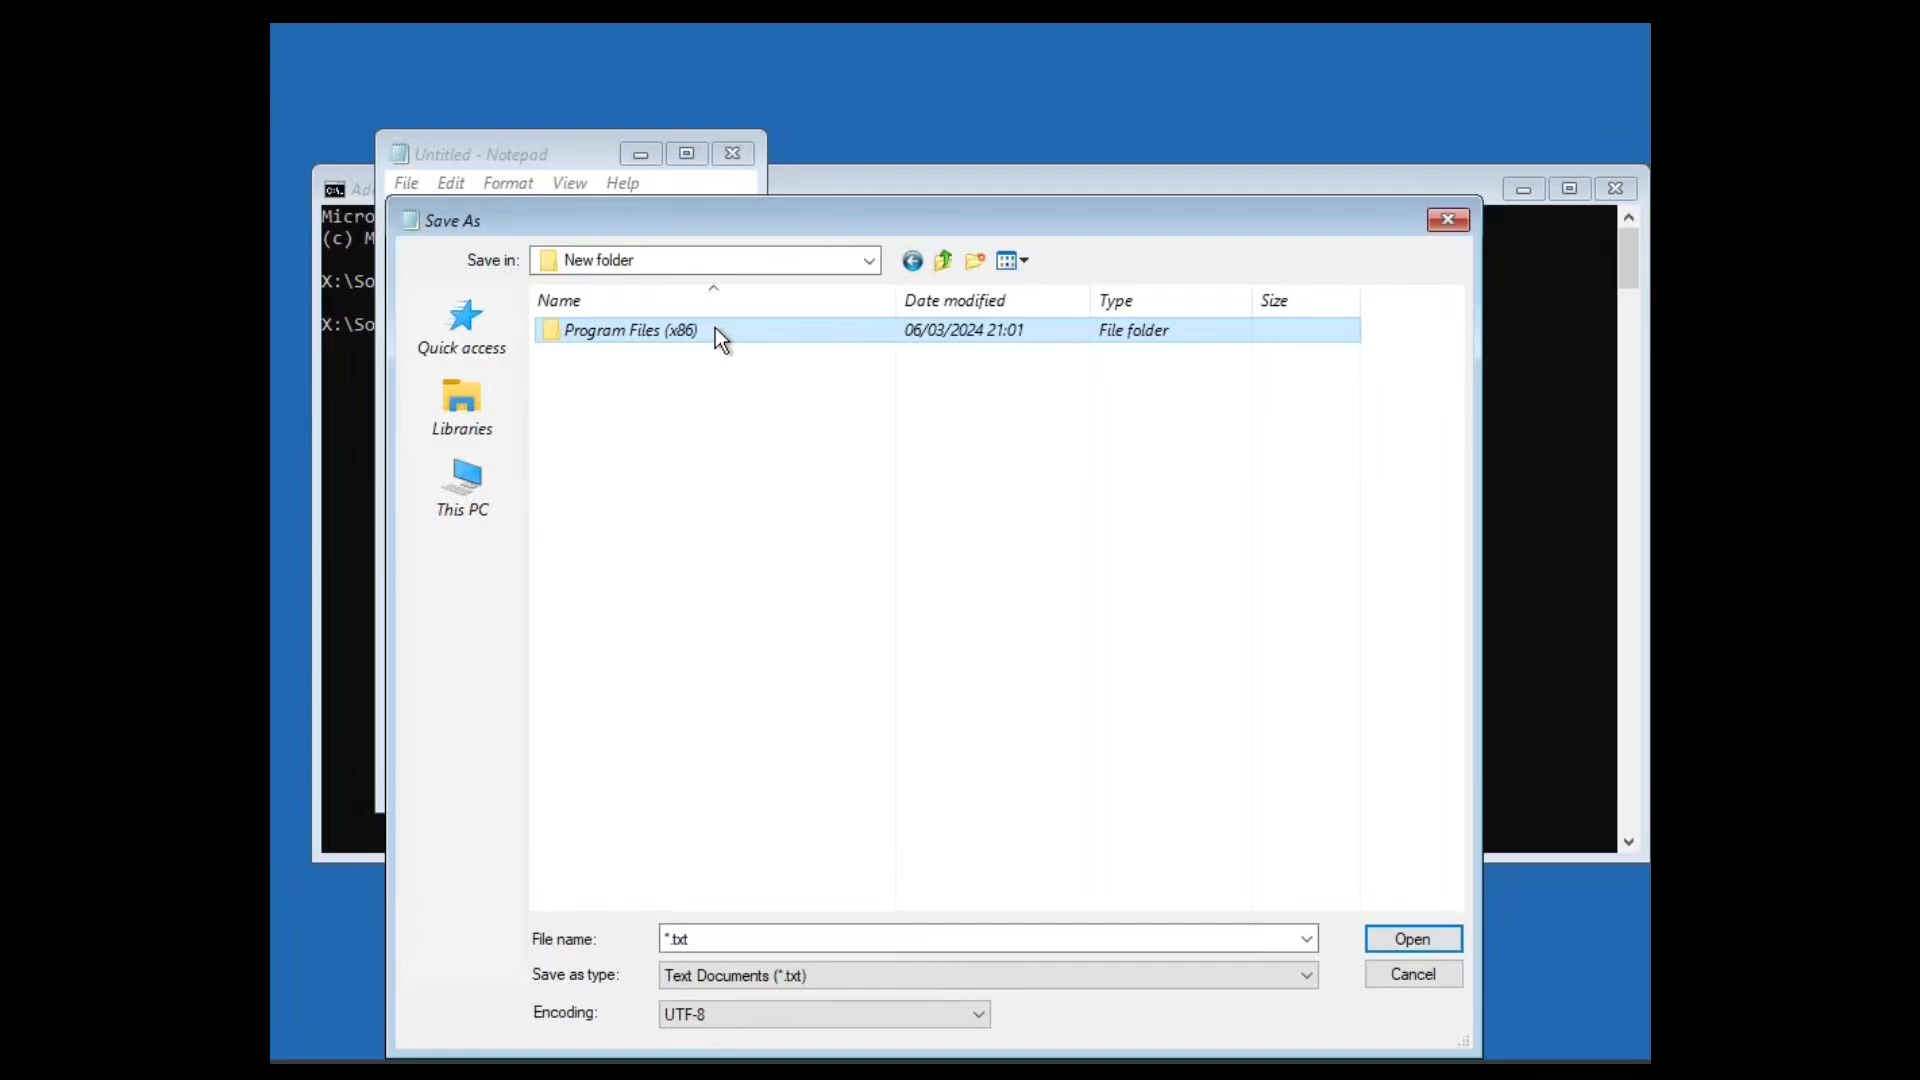 Untitled - Notepad
File Edit Format View Help
Micro
(c) M
X:\So
X:\So
Save As
Save in: New folder
Name Date modified Type Size
Program Files (x86) 06/03/2024 21:01 File folder
Quick access
Libraries
This PC
File name: *.txt Open
Save as type: Text Documents (*.txt) Cancel
Encoding: UTF-8